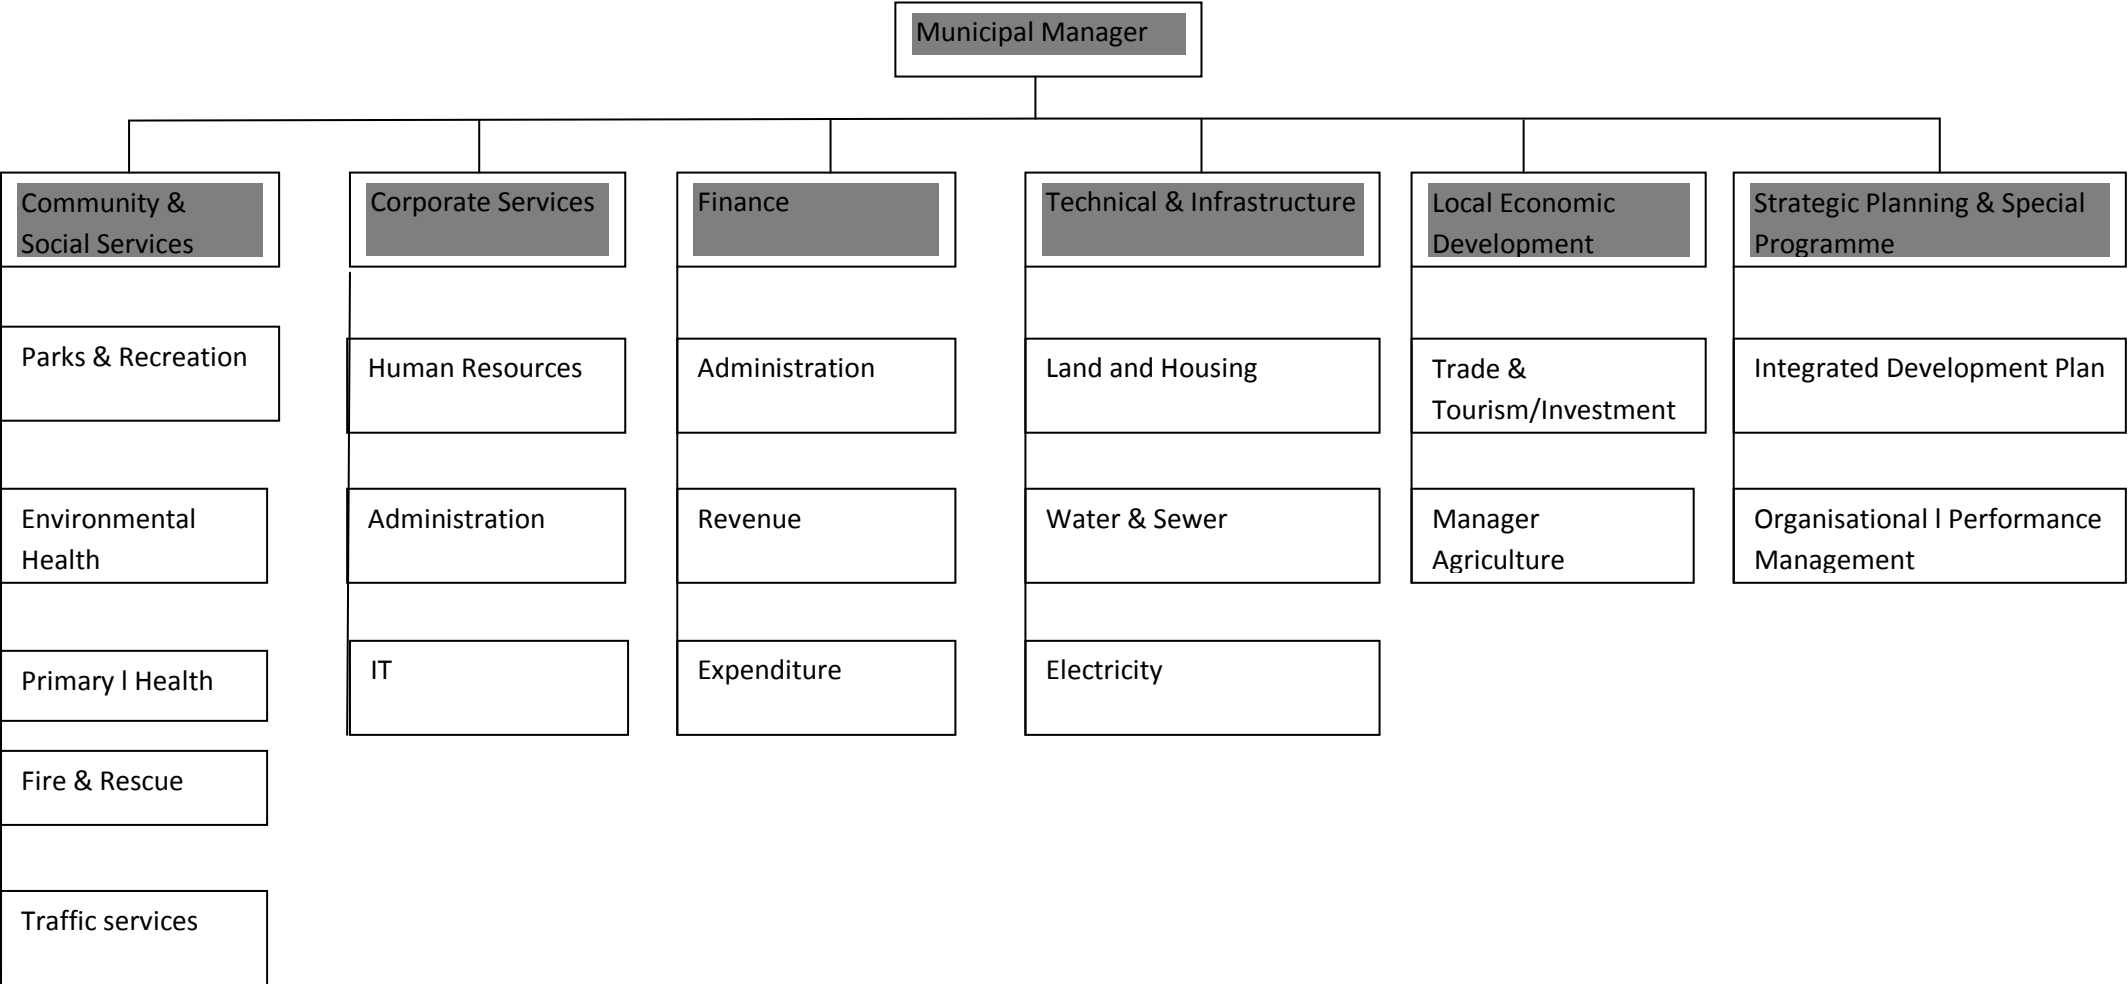 Municipal Manager
Community &
Social Services
Corporate Services
Finance
Technical & Infrastructure
Local Economic
Development
Strategic Planning & Special
Programme
Parks & Recreation
Human Resources
Administration
Land and Housing
Trade &
Tourism/Investment
Integrated Development Plan
Environmental
Health
Administration
Revenue
Water & Sewer
Manager
Agriculture
Organisational l Performance
Management
Primary l Health
IT
Expenditure
Electricity
Fire & Rescue
Traffic services